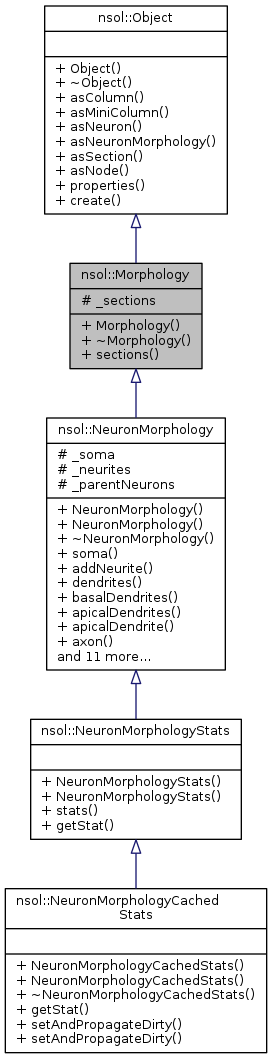 nsol::Object
+ Object()
+ ~Object()
+ asColumn()
+ asMiniColumn()
+ asNeuron()
+ asNeuronMorphology()
+ asSection()
+ asNode()
+ properties()
+ create()
nsol::Morphology
# _sections
+ Morphology()
+ ~Morphology()
+ sections()
nsol::NeuronMorphology
# _soma
# _neurites
# _parentNeurons
+ NeuronMorphology()
+ NeuronMorphology()
+ ~NeuronMorphology()
+ soma()
+ addNeurite()
+ dendrites()
+ basalDendrites()
+ apicalDendrites()
+ apicalDendrite()
+ axon()
and 11 more...
nsol::NeuronMorphologyStats
+ NeuronMorphologyStats()
+ NeuronMorphologyStats()
+ stats()
+ getStat()
nsol::NeuronMorphologyCached
Stats
+ NeuronMorphologyCachedStats()
+ NeuronMorphologyCachedStats()
+ ~NeuronMorphologyCachedStats()
+ getStat()
+ setAndPropagateDirty()
+ setAndPropagateDirty()